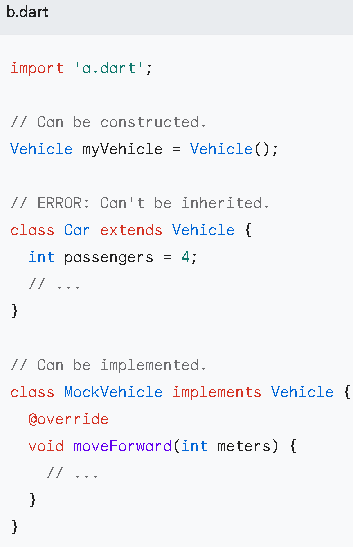 b.dart
import 'a.dart';
// Can be constructed.
Vehicle myVehicle = Vehicle();
// ERROR: Can't be inherited.
class Car extends Vehicle {
int passengers = 4;
// ...
}
// Can be implemented.
class MockVehicle implements Vehicle {
@override
void moveForward(int meters) {
// ...
}
}